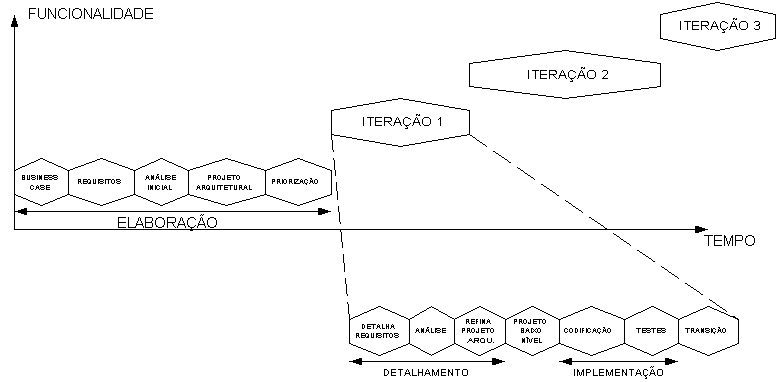 FUNCIONALIDADE
ITERAÇÃO 3
ITERAÇÃO 2
ITERAÇÃO 1
BUSINESS
CASE
REQUISITOS
ANÁLISE
INICIAL
PROJETO
ARQUITETURAL
PRIORIZAÇÃO
ELABORAÇÃO
TEMPO
DETALHA
REQUISITOS
ANÁLISE
REFINA
PROJETO
ARQU.
PROJETO
BAIXO
NÍVEL
CODIFICAÇÃO
TESTES
TRANSIÇÃO
DETALHAMENTO
IMPLEMENTAÇÃO